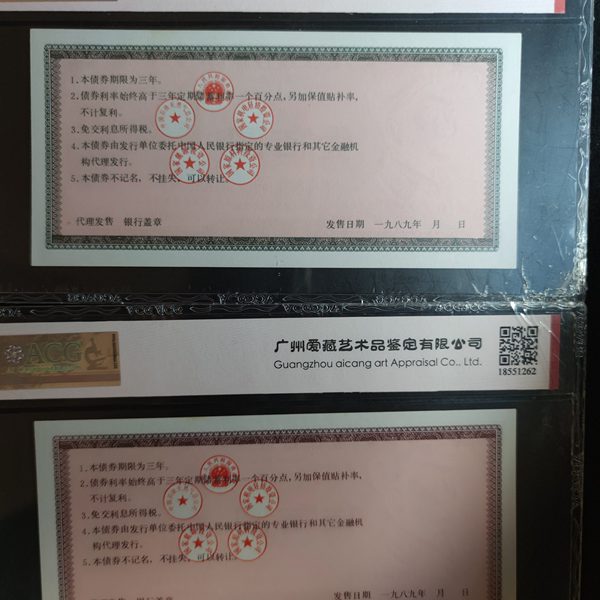 1.本债券期限为三年。
2.债券利率始终高于三年定期储蓄利率一个百分点，另加保值贴补率，
不计复利。
3.免交利息所得税。
4.本债券由发行单位委托中国人民银行指定的专业银行和其它金融机
构代理发行。
5.本债券不记名，不挂失，可以转让。
代理发售 银行盖章 发售日期 一九八九年 月 日
ACG
广州爱藏艺术品鉴定有限公司
Guangzhou aicang art Appraisal Co., Ltd.
18551262
1.本债券期限为三年。
2.债券利率始终高于三年定期储蓄利率一个百分点，另加保值贴补率，
不计复利。
3.免交利息所得税。
4.本债券由发行单位委托中国人民银行指定的专业银行和其它金融机
构代理发行。
5.本债券不记名，不挂失，可以转让。
代理发售 银行盖章 发售日期 一九八九年 月 日